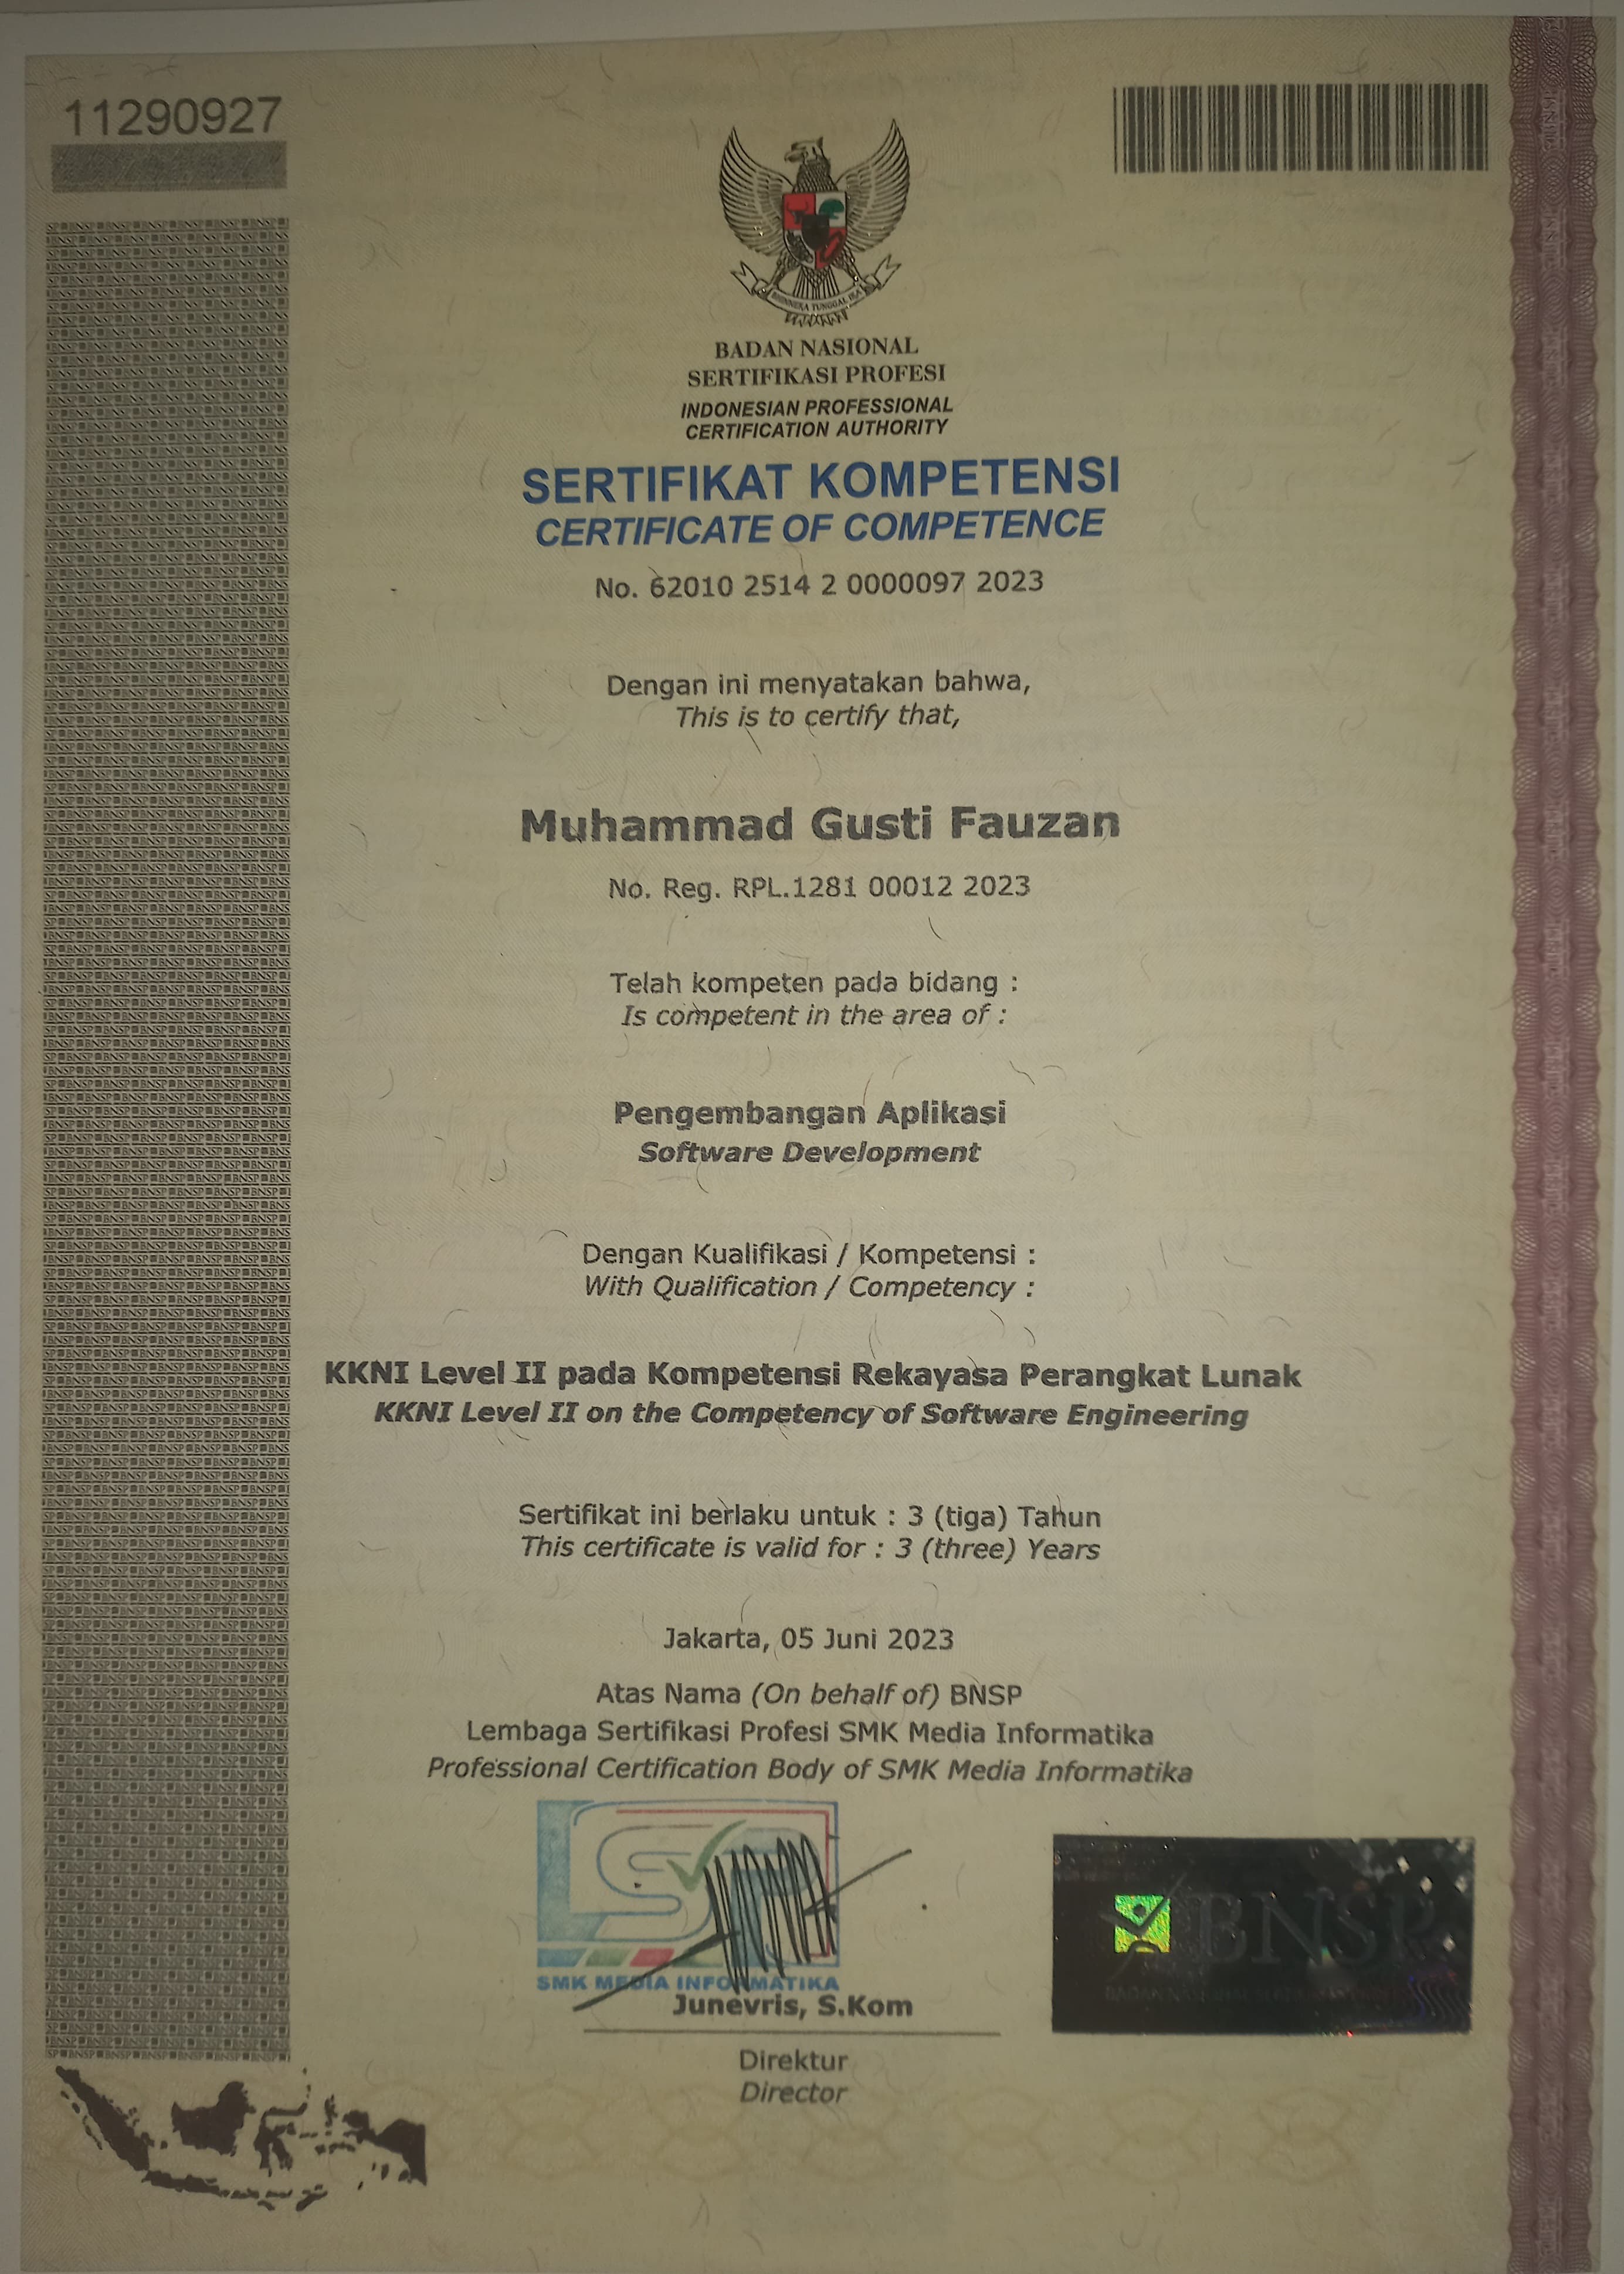 11290927
BHINNEKA TUNGGAL IKA
BADAN NASIONAL
SERTIFIKASI PROFESI
INDONESIAN PROFESSIONAL
CERTIFICATION AUTHORITY
SERTIFIKAT KOMPETENSI
CERTIFICATE OF COMPETENCE
No. 62010 2514 2 0000097 2023
Dengan ini menyatakan bahwa,
This is to certify that,
Muhammad Gusti Fauzan
No. Reg. RPL.1281 00012 2023
Telah kompeten pada bidang :
Is competent in the area of :
Pengembangan Aplikasi
Software Development
Dengan Kualifikasi / Kompetensi :
With Qualification / Competency :
KKNI Level II pada Kompetensi Rekayasa Perangkat Lunak
KKNI Level II on the Competency of Software Engineering
Sertifikat ini berlaku untuk : 3 (tiga) Tahun
This certificate is valid for : 3 (three) Years
Jakarta, 05 Juni 2023
Atas Nama (On behalf of) BNSP
Lembaga Sertifikasi Profesi SMK Media Informatika
Professional Certification Body of SMK Media Informatika
LSP
SMK MEDIA INFORMATIKA
Junevris, S.Kom
Direktur
Director
BNSP